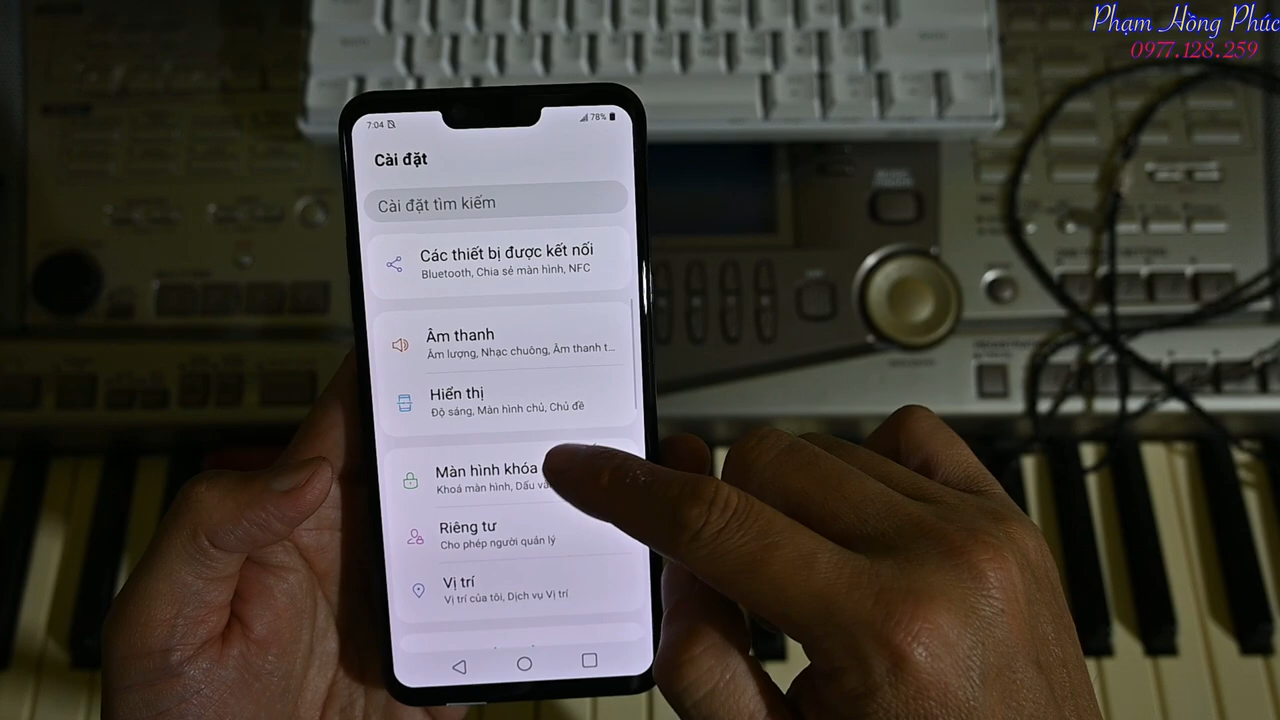 Phạm Hồng Phúc
0977.128.259
7:04
78%
Cài đặt
Cài đặt tìm kiếm
Các thiết bị được kết nối
Bluetooth, Chia sẻ màn hình, NFC
Âm thanh
Âm lượng, Nhạc chuông, Âm thanh t...
Hiển thị
Độ sáng, Màn hình chủ, Chủ đề
Màn hình khóa
Khoá màn hình, Dấu
Riêng tư
Cho phép người quản lý
Vị trí
Vị trí của tôi, Dịch vụ Vị trí